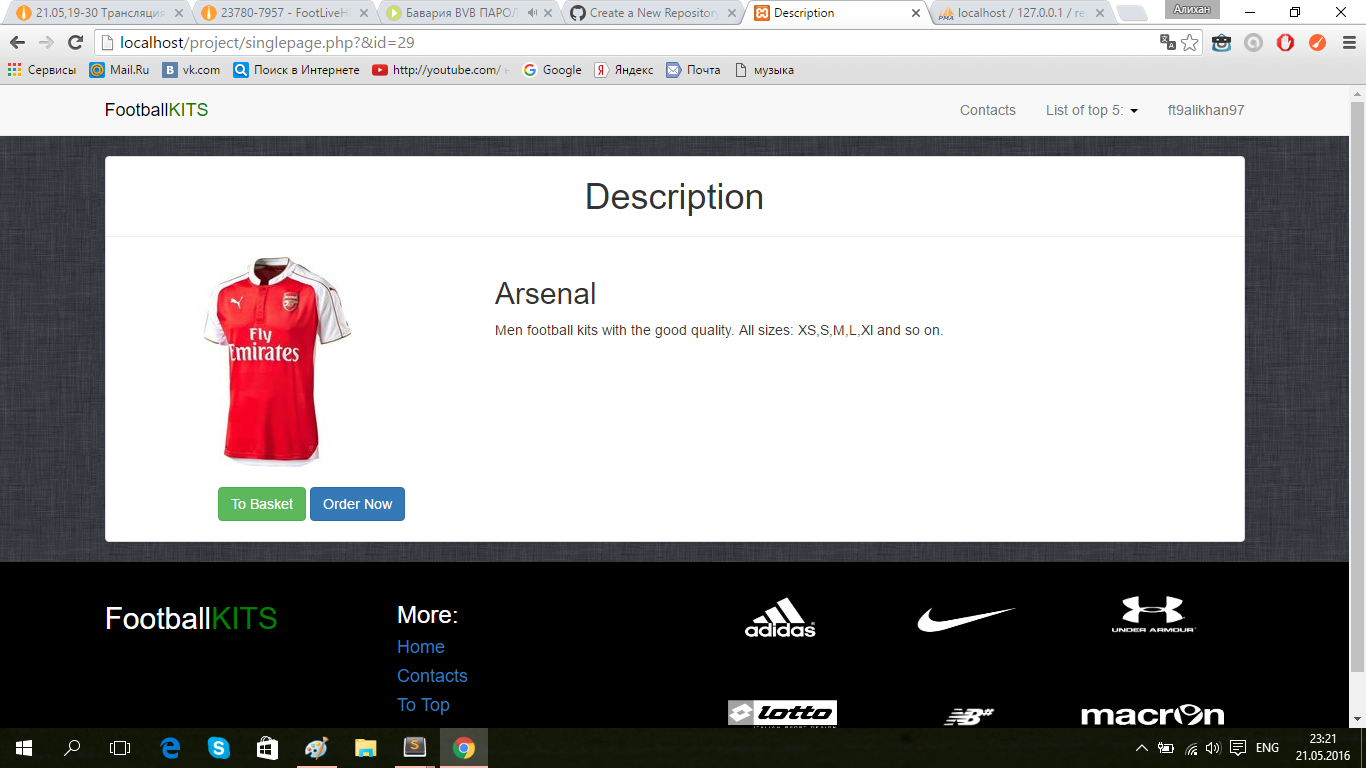 21.05,19-30 Трансляция
23780-7957 - FootLiveH
Бавария BVB ПАРОЛ
Create a New Repository
Description
localhost / 127.0.0.1 / re
Алихан
localhost/project/singlepage.php?&id=29
Сервисы Mail.Ru vk.com Поиск в Интернете http://youtube.com/ Google Яндекс Почта музыка
FootballKITS Contacts List of top 5: ft9alikhan97
Description
Arsenal
Men football kits with the good quality. All sizes: XS,S,M,L,Xl and so on.
Fly
Emirates
To Basket Order Now
FootballKITS
More:
Home
Contacts
To Top
adidas
UNDER ARMOUR
lotto
macron
ENG
23:21
21.05.2016